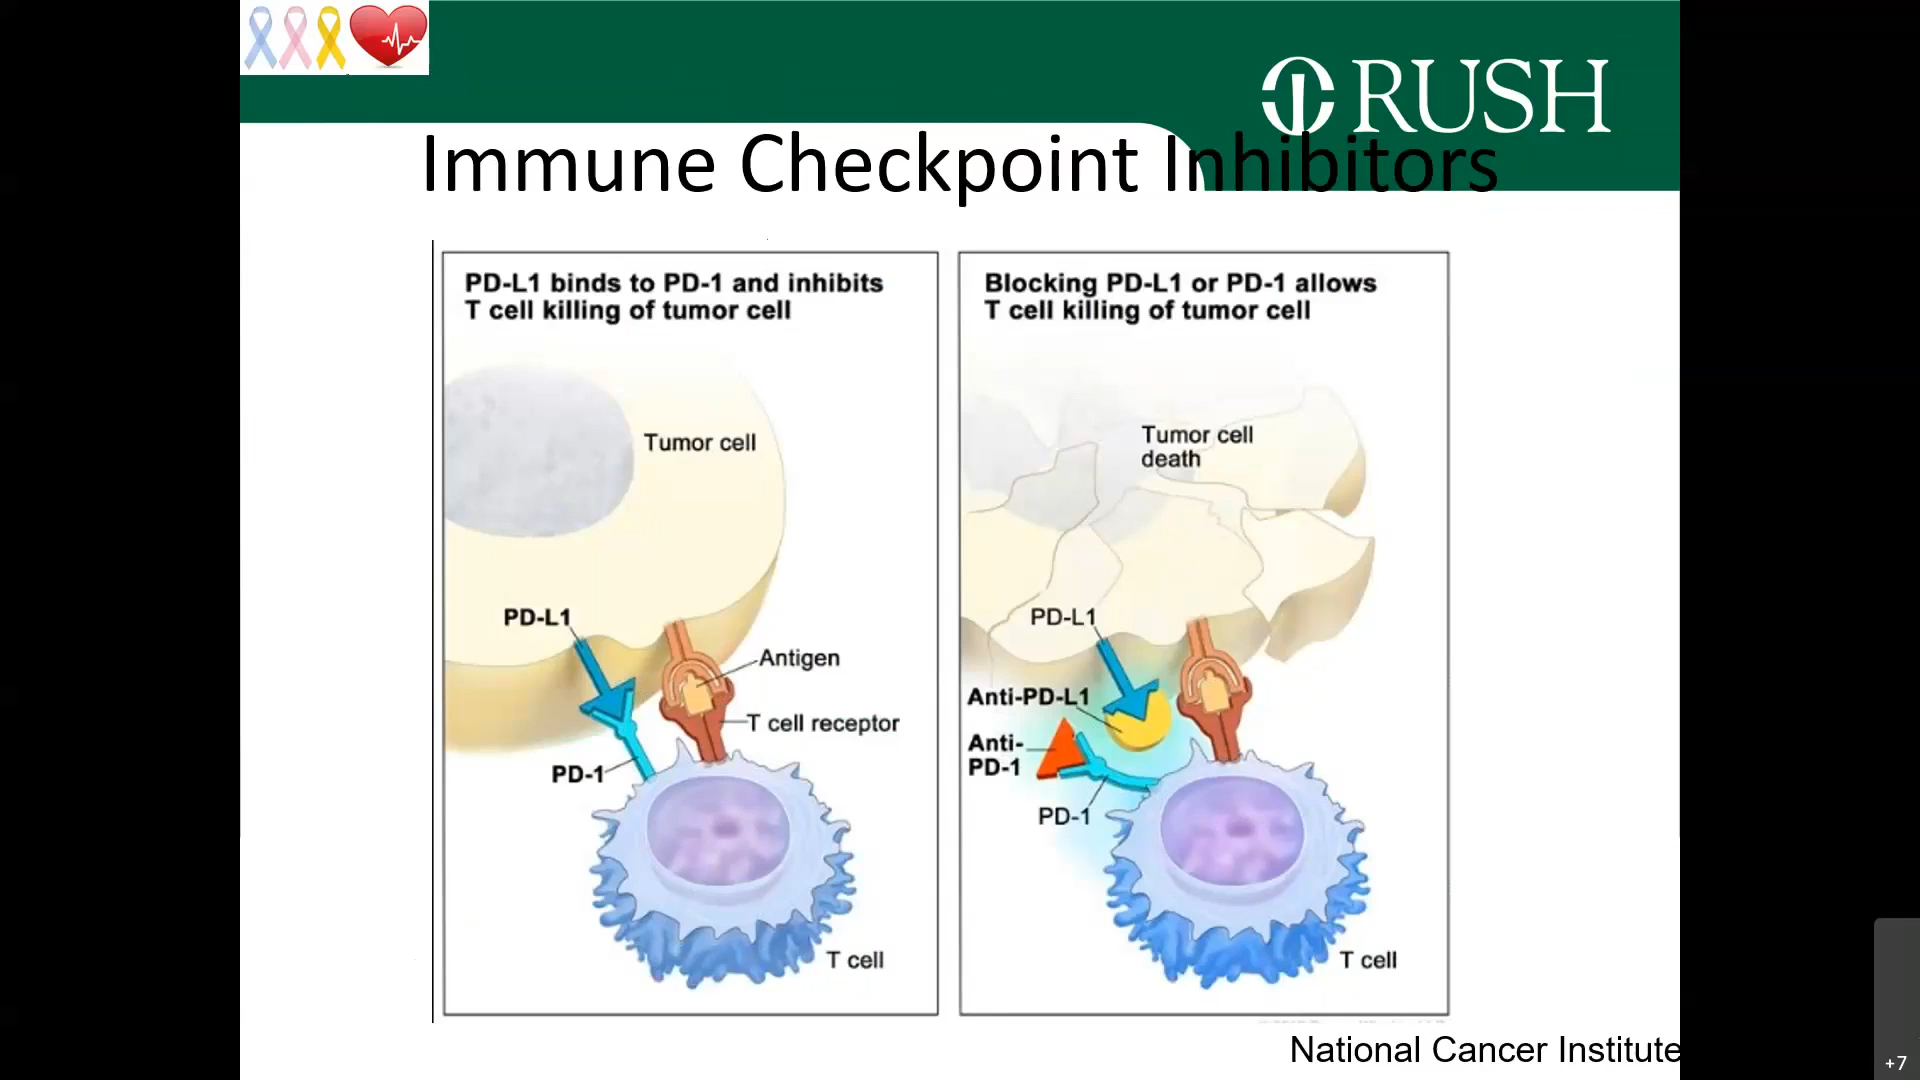 RUSH
Immune Checkpoint Inhibitors
PD-L1 binds to PD-1 and inhibits
T cell killing of tumor cell
Tumor cell
PD-L1
Antigen
T cell receptor
PD-1
T cell
Blocking PD-L1 or PD-1 allows
T cell killing of tumor cell
Tumor cell
death
PD-L1
Anti-PD-L1
Anti-
PD-1
PD-1
T cell
National Cancer Institute
+7